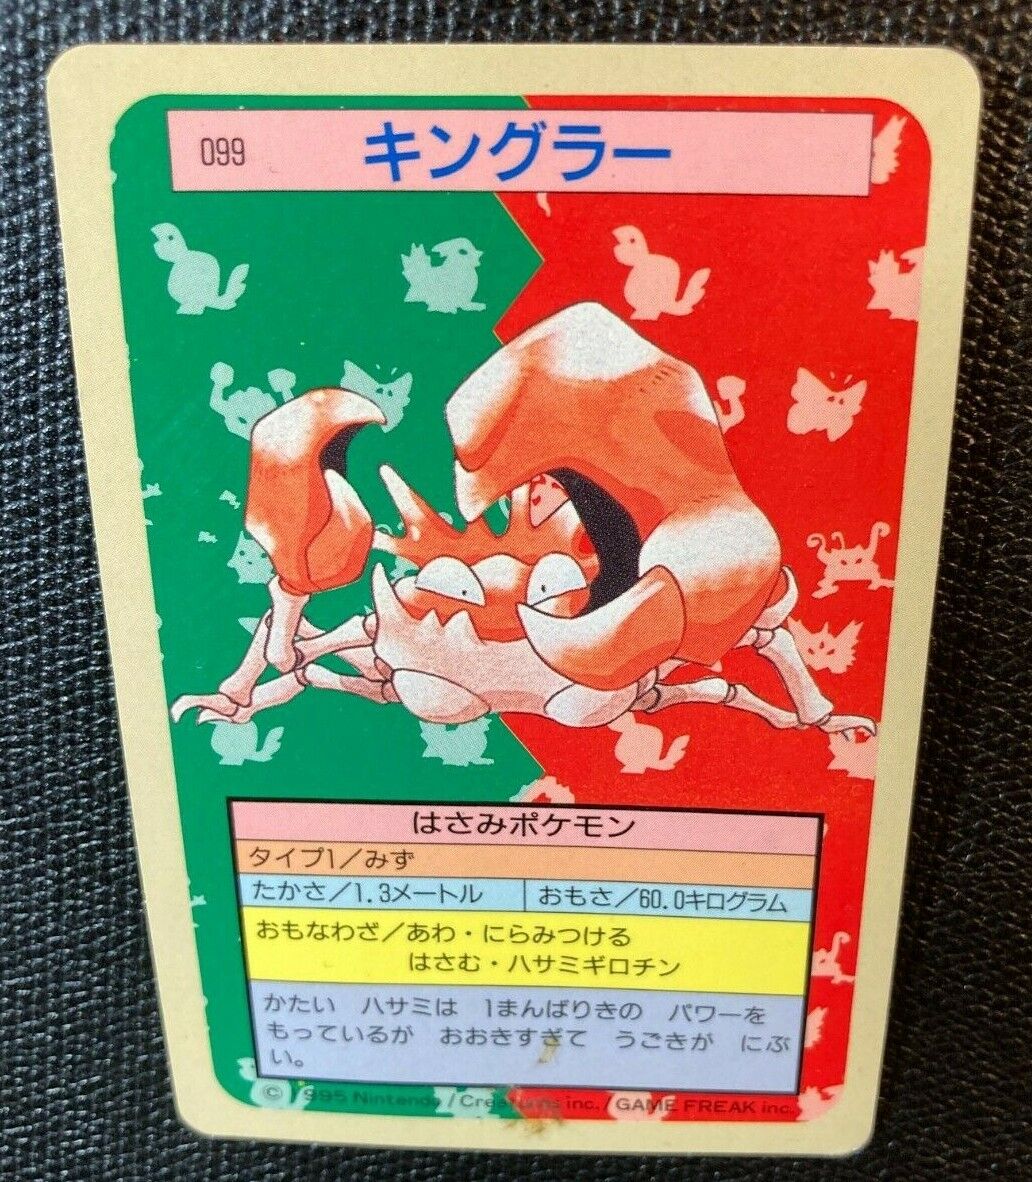 099 キングラー
はさみポケモン
タイプ1/みず
たかさ/1.3メートル おもさ/60.0キログラム
おもなわざ/あわ・にらみつける
はさむ・ハサミギロチン
かたい ハサミは 1まんばりきの パワーを
もっているが おおきすぎて うごきが にぶ
い。
© 1995 Nintendo/Creatures inc./GAME FREAK inc.